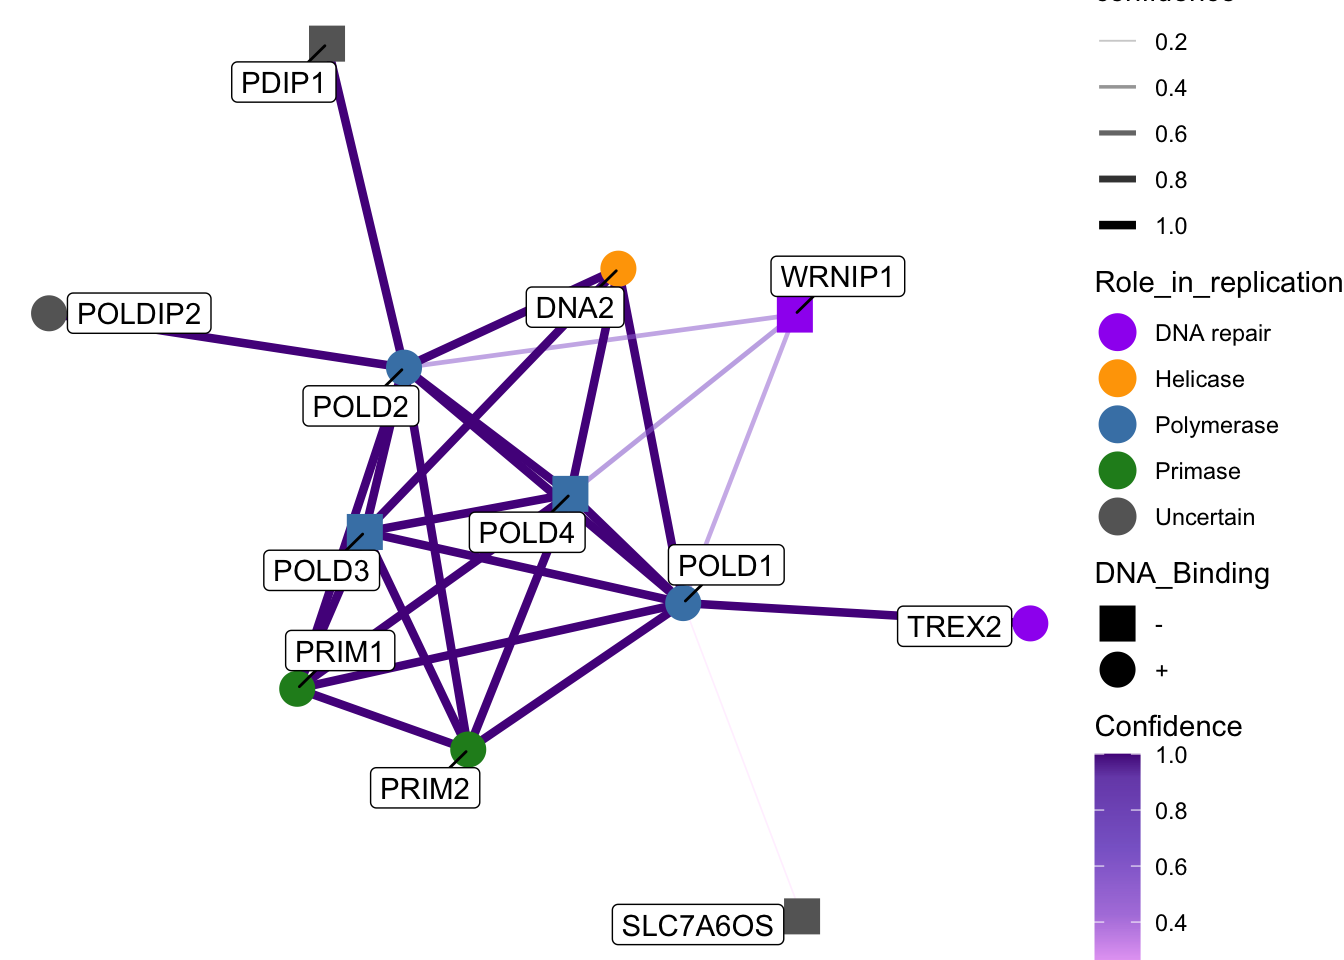 PDIP1
POLDIP2
DNA2
WRNIP1
POLD2
POLD4
POLD3
POLD1
TREX2
PRIM1
PRIM2
SLC7A6OS
0.2
0.4
0.6
0.8
1.0
Role_in_replication
DNA repair
Helicase
Polymerase
Primase
Uncertain
DNA_Binding
-
+
Confidence
1.0
0.8
0.6
0.4